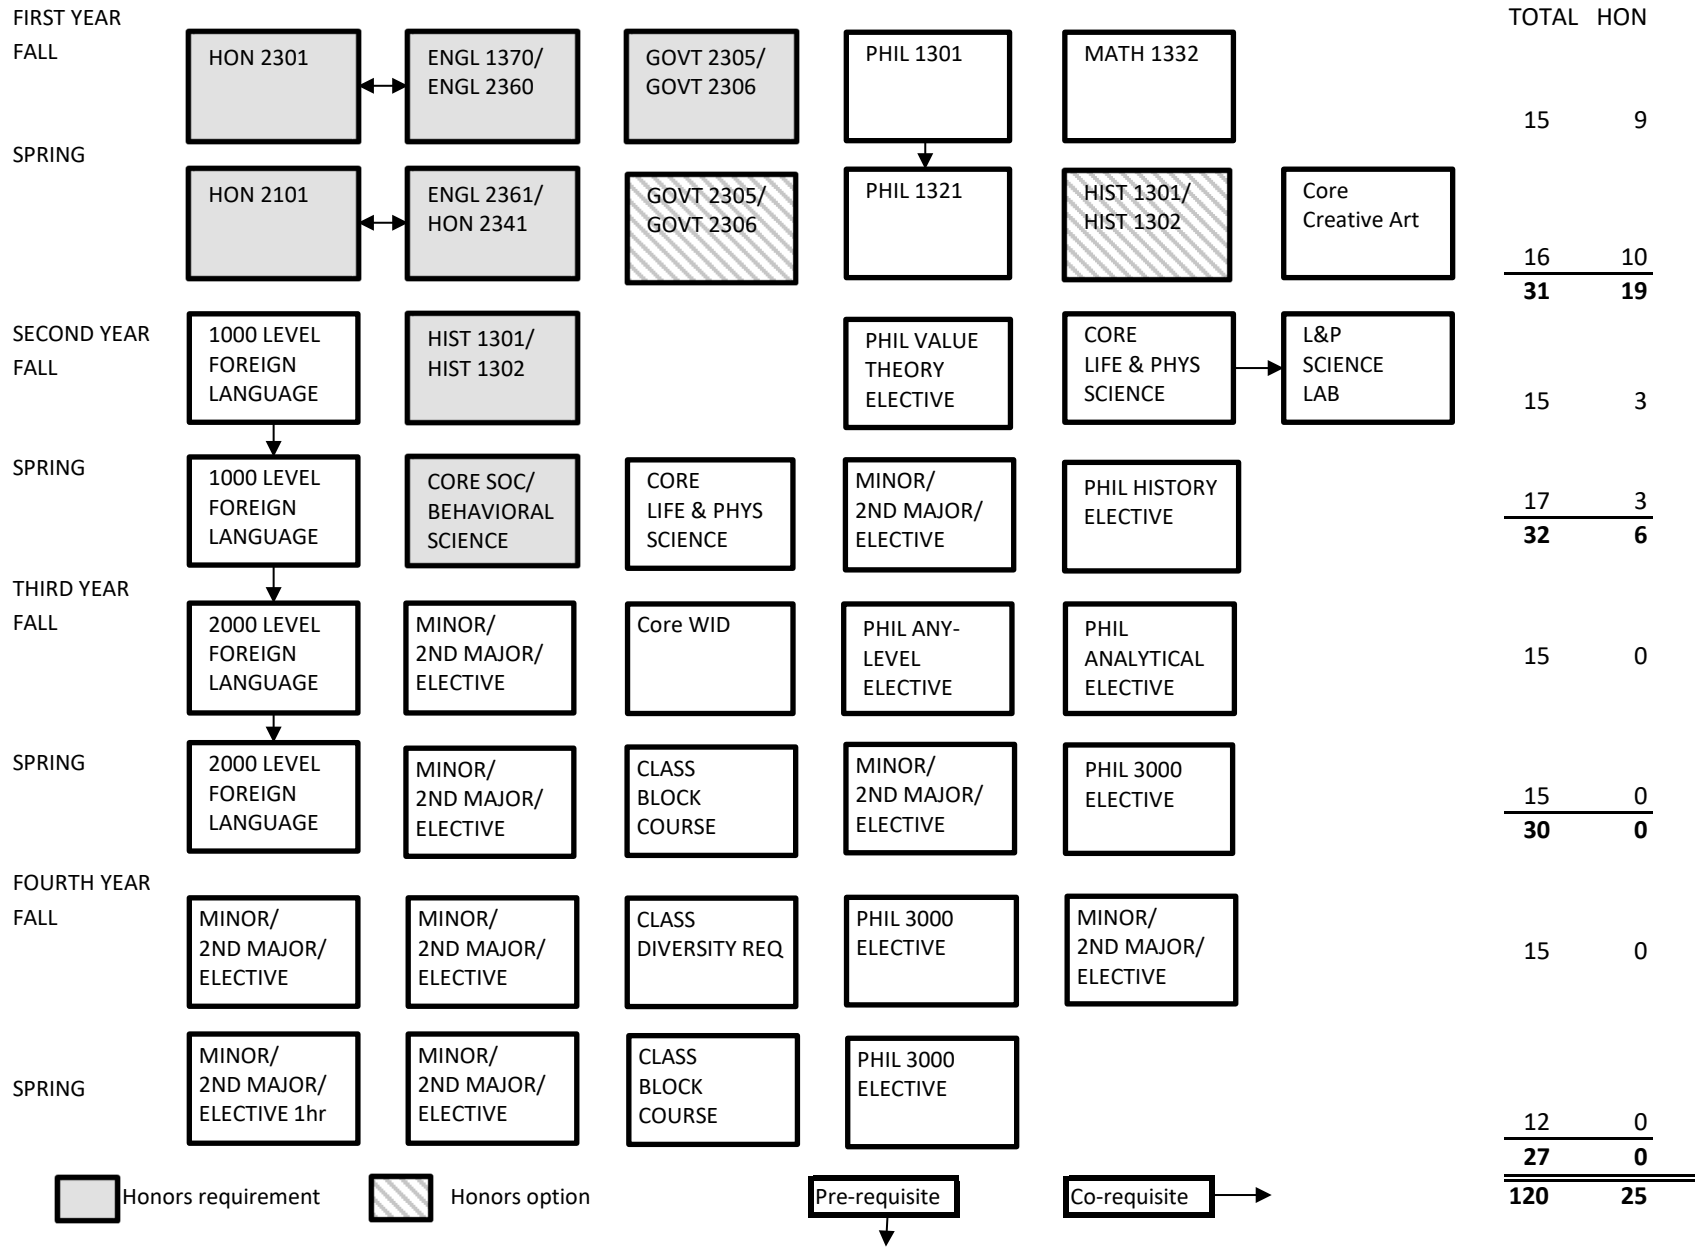 FIRST YEAR
TOTAL HON
FALL
HON 2301
ENGL 1370/
ENGL 2360
GOVT 2305/
GOVT 2306
PHIL 1301
MATH 1332
15 9
SPRING
HON 2101
ENGL 2361/
HON 2341
GOVT 2305/
GOVT 2306
PHIL 1321
HIST 1301/
HIST 1302
Core
Creative Art
16 10
31 19
SECOND YEAR
FALL
1000 LEVEL
FOREIGN
LANGUAGE
HIST 1301/
HIST 1302
PHIL VALUE
THEORY
ELECTIVE
CORE
LIFE & PHYS
SCIENCE
L&P
SCIENCE
LAB
15 3
SPRING
1000 LEVEL
FOREIGN
LANGUAGE
CORE SOC/
BEHAVIORAL
SCIENCE
CORE
LIFE & PHYS
SCIENCE
MINOR/
2ND MAJOR/
ELECTIVE
PHIL HISTORY
ELECTIVE
17 3
32 6
THIRD YEAR
FALL
2000 LEVEL
FOREIGN
LANGUAGE
MINOR/
2ND MAJOR/
ELECTIVE
Core WID
PHIL ANY-
LEVEL
ELECTIVE
PHIL
ANALYTICAL
ELECTIVE
15 0
SPRING
2000 LEVEL
FOREIGN
LANGUAGE
MINOR/
2ND MAJOR/
ELECTIVE
CLASS
BLOCK
COURSE
MINOR/
2ND MAJOR/
ELECTIVE
PHIL 3000
ELECTIVE
15 0
30 0
FOURTH YEAR
FALL
MINOR/
2ND MAJOR/
ELECTIVE
MINOR/
2ND MAJOR/
ELECTIVE
CLASS
DIVERSITY REQ
PHIL 3000
ELECTIVE
MINOR/
2ND MAJOR/
ELECTIVE
15 0
SPRING
MINOR/
2ND MAJOR/
ELECTIVE 1hr
MINOR/
2ND MAJOR/
ELECTIVE
CLASS
BLOCK
COURSE
PHIL 3000
ELECTIVE
12 0
27 0
Honors requirement
Honors option
Pre-requisite
Co-requisite
120 25